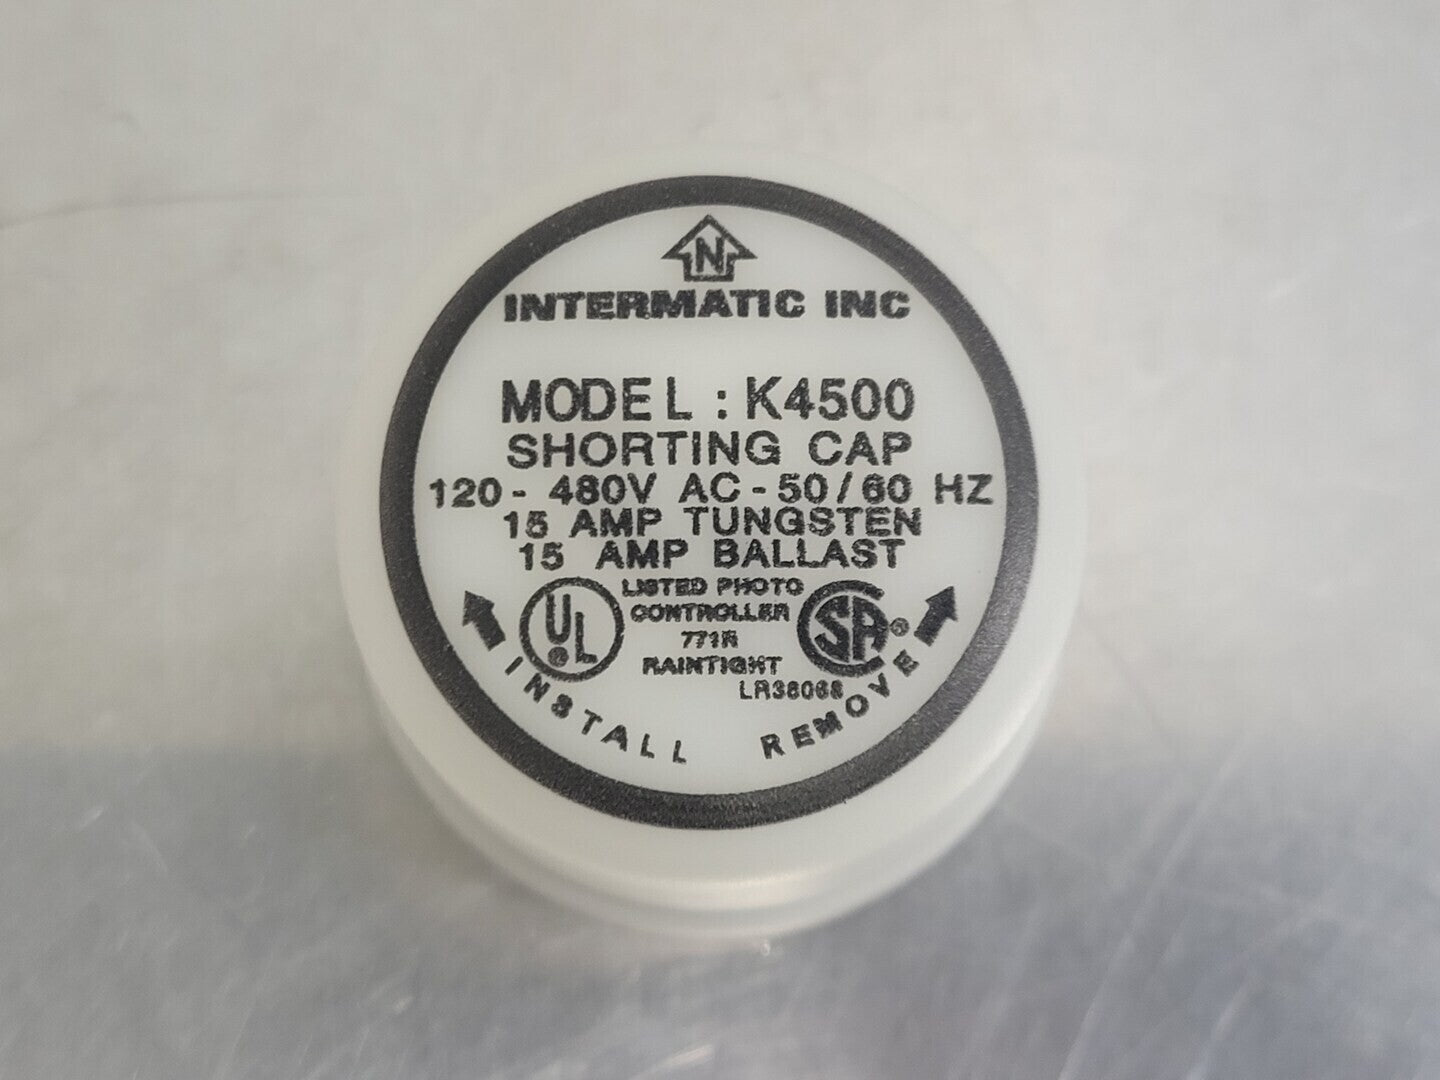 N
INTERMATIC INC
MODEL : K4500
SHORTING CAP
120 - 480V AC - 50/60 HZ
15 AMP TUNGSTEN
15 AMP BALLAST
UL ®
LISTED PHOTO
CONTROLLER
771R
RAINTIGHT
LR38068
SA ®
INSTALL
REMOVE